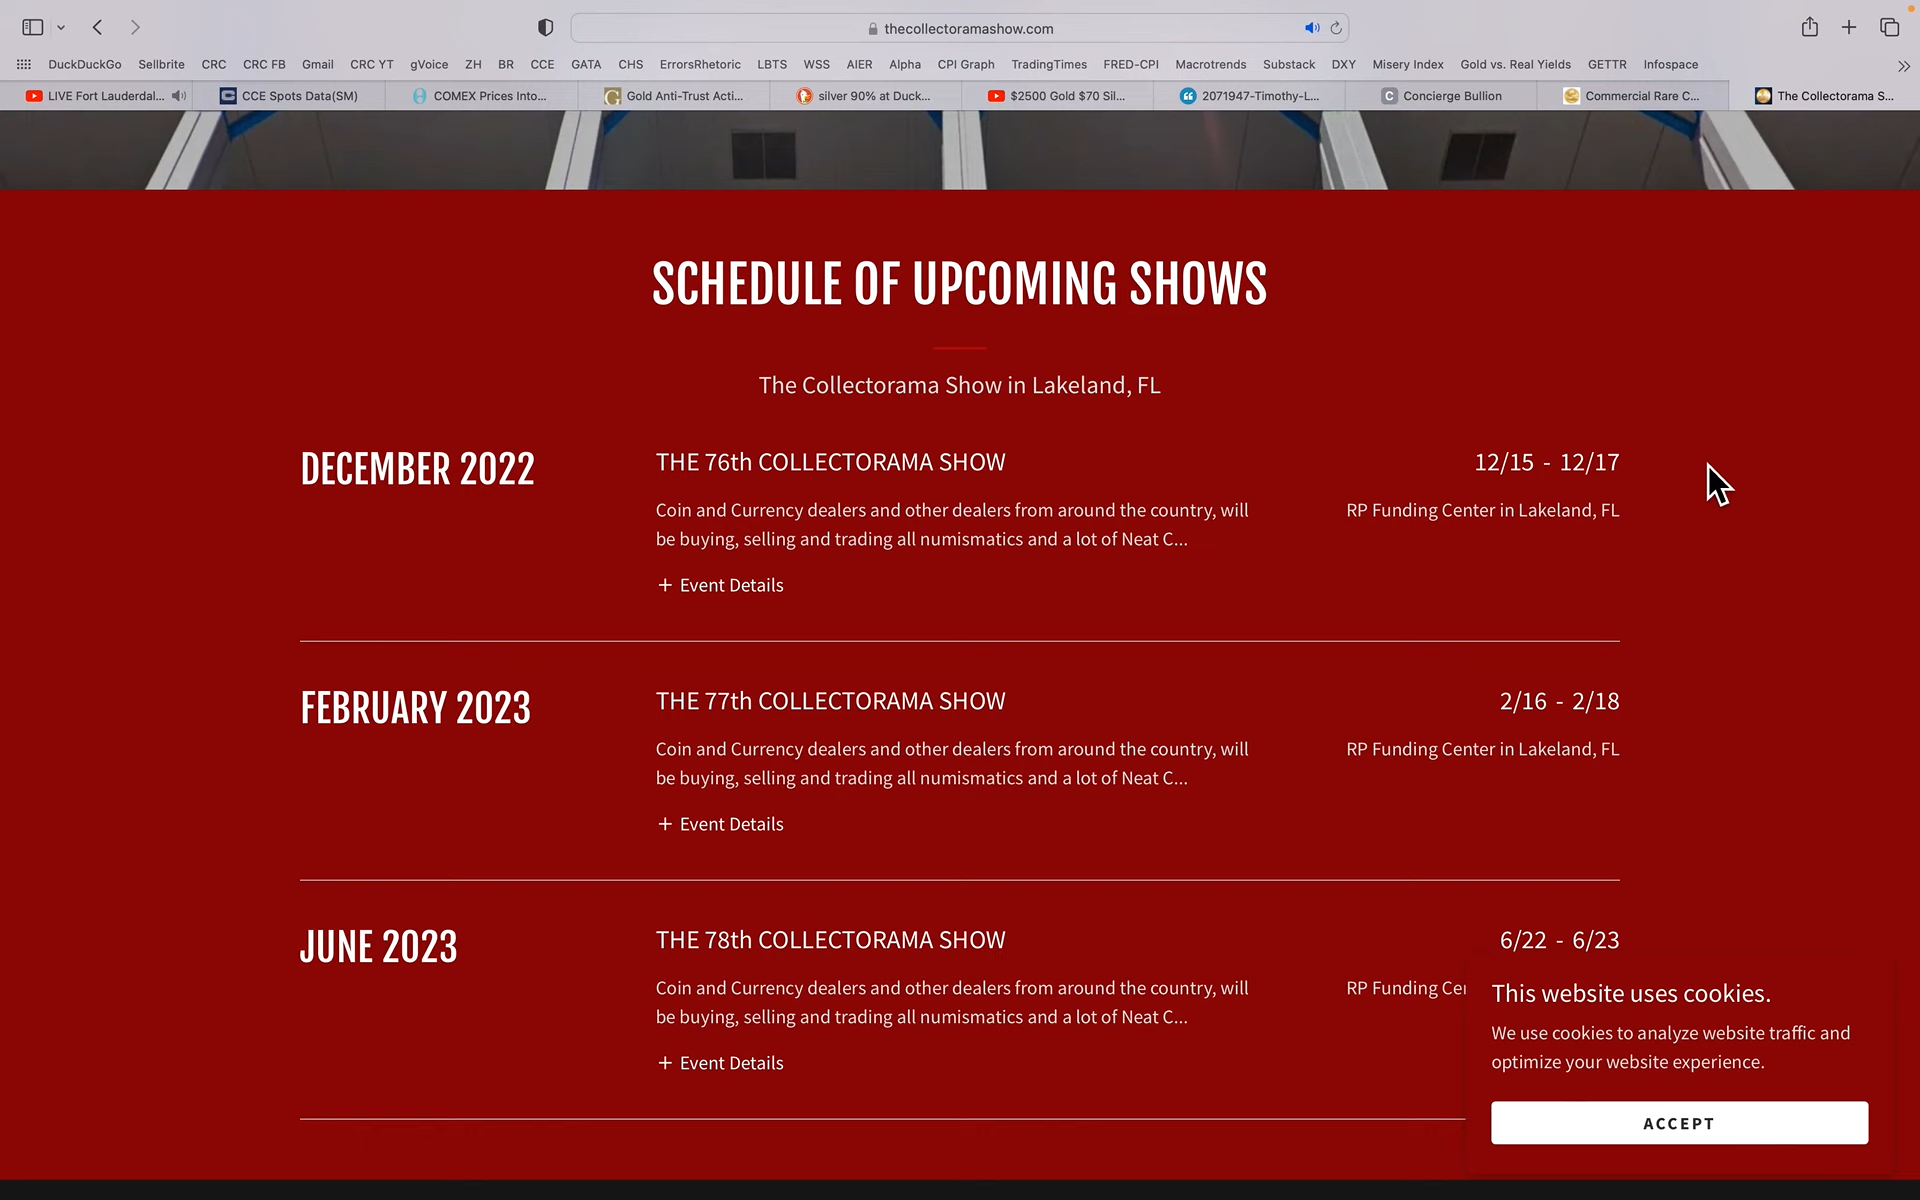 thecollectoramashow.com
DuckDuckGo Sellbrite CRC CRC FB Gmail CRC YT gVoice ZH BR CCE GATA CHS ErrorsRhetoric LBTS WSS AIER Alpha CPI Graph TradingTimes FRED-CPI Macrotrends Substack DXY Misery Index Gold vs. Real Yields GETTR Infospace
LIVE Fort Lauderdal... CCE Spots Data(SM) COMEX Prices Into... Gold Anti-Trust Acti... silver 90% at Duck... $2500 Gold $70 Sil... 2071947-Timothy-L... Concierge Bullion Commercial Rare C... The Collectorama S...
SCHEDULE OF UPCOMING SHOWS
The Collectorama Show in Lakeland, FL
DECEMBER 2022 THE 76th COLLECTORAMA SHOW 12/15 - 12/17
Coin and Currency dealers and other dealers from around the country, will RP Funding Center in Lakeland, FL
be buying, selling and trading all numismatics and a lot of Neat C...
+ Event Details
FEBRUARY 2023 THE 77th COLLECTORAMA SHOW 2/16 - 2/18
Coin and Currency dealers and other dealers from around the country, will RP Funding Center in Lakeland, FL
be buying, selling and trading all numismatics and a lot of Neat C...
+ Event Details
JUNE 2023 THE 78th COLLECTORAMA SHOW 6/22 - 6/23
Coin and Currency dealers and other dealers from around the country, will RP Funding Cen
be buying, selling and trading all numismatics and a lot of Neat C...
+ Event Details
This website uses cookies.
We use cookies to analyze website traffic and
optimize your website experience.
ACCEPT